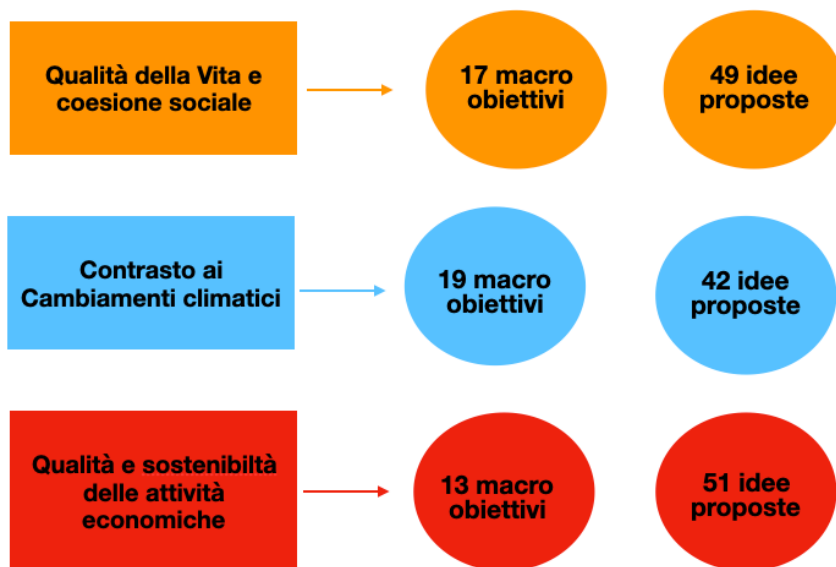 Qualità della Vita e
coesione sociale
17 macro
obiettivi
49 idee
proposte
Contrasto ai
Cambiamenti climatici
19 macro
obiettivi
42 idee
proposte
Qualità e sostenibiltà
delle attività
economiche
13 macro
obiettivi
51 idee
proposte